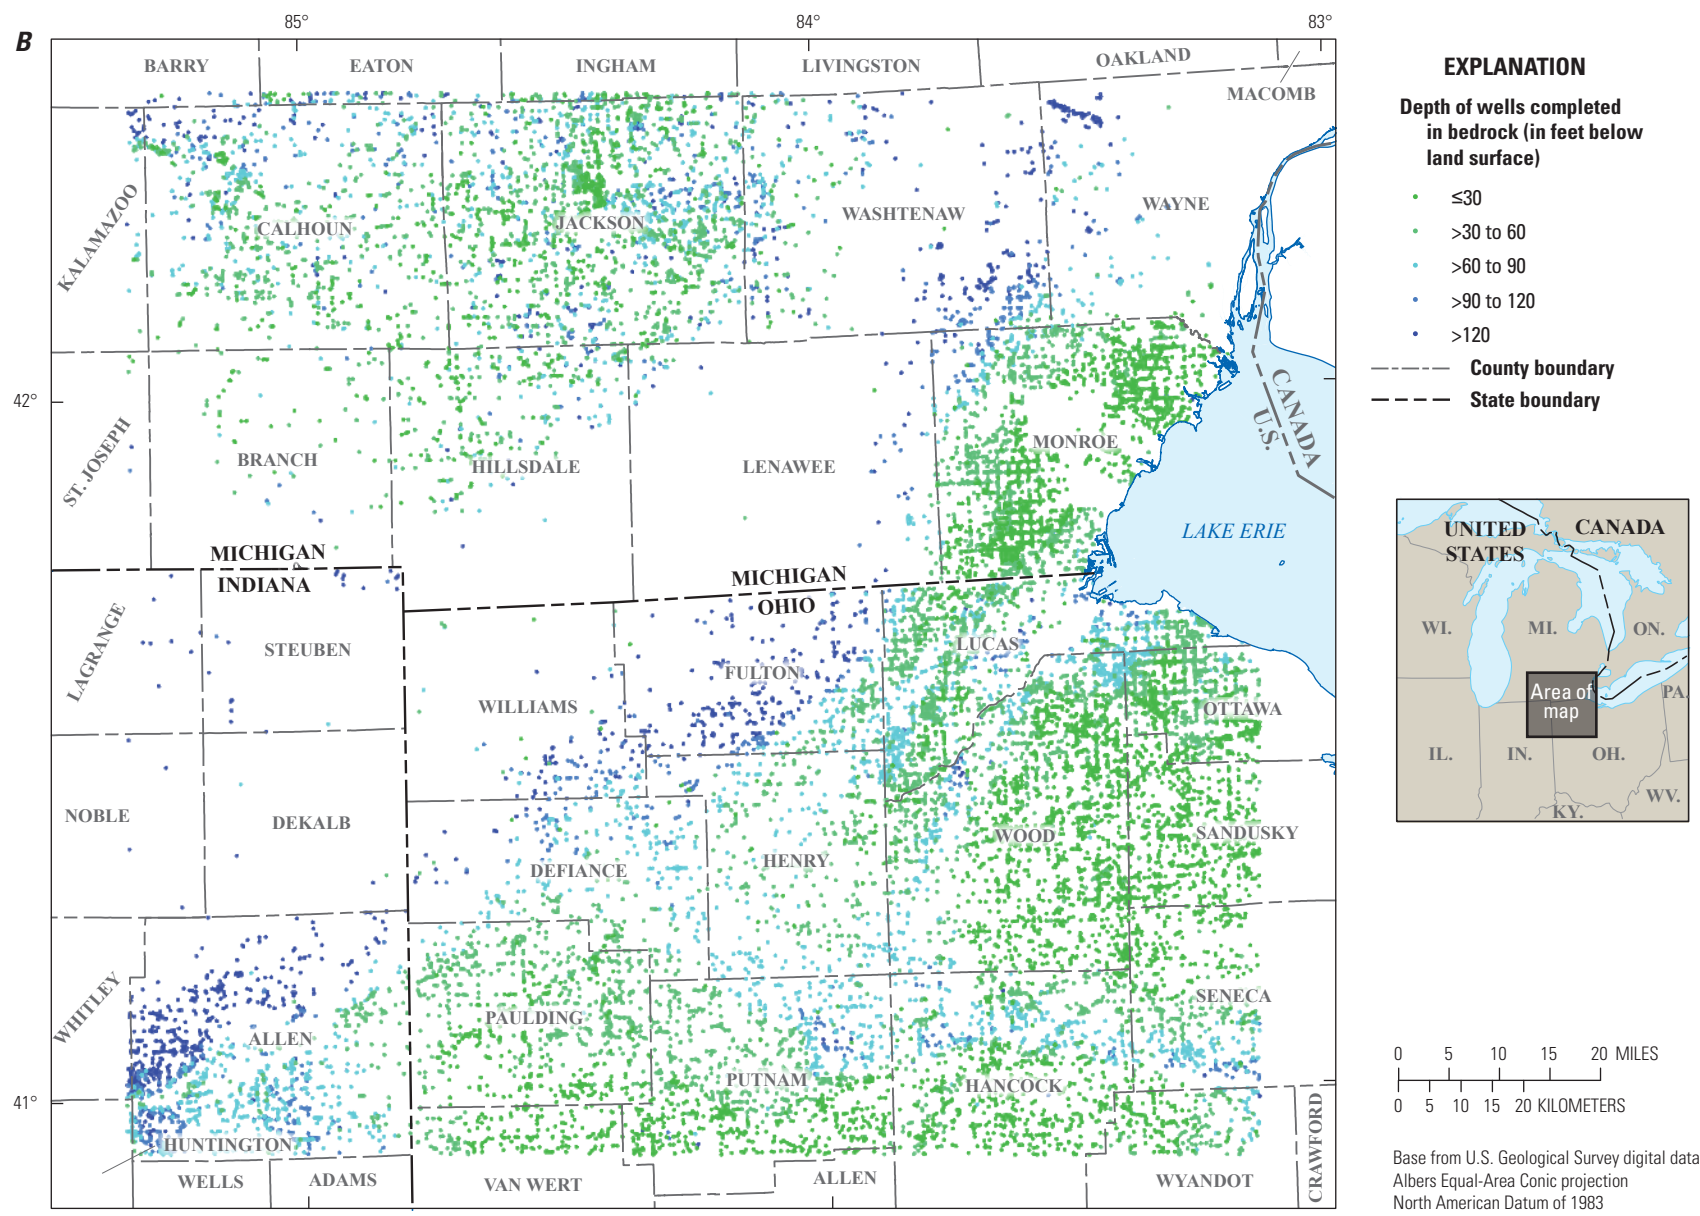 B
85°
84°
83°
BARRY
EATON
INGHAM
LIVINGSTON
OAKLAND
MACOMB
KALAMAZOO
CALHOUN
JACKSON
WASHTENAW
WAYNE
42°
ST. JOSEPH
BRANCH
HILLSDALE
LENAWEE
MONROE
CANADA
U.S.
LAKE ERIE
MICHIGAN
INDIANA
MICHIGAN
OHIO
LAGRANGE
STEUBEN
WILLIAMS
FULTON
LUCAS
OTTAWA
NOBLE
DEKALB
DEFIANCE
HENRY
WOOD
SANDUSKY
WHITLEY
ALLEN
PAULDING
PUTNAM
HANCOCK
SENECA
41°
HUNTINGTON
WELLS
ADAMS
VAN WERT
ALLEN
WYANDOT
CRAWFORD
EXPLANATION
Depth of wells completed
in bedrock (in feet below
land surface)
≤30
>30 to 60
>60 to 90
>90 to 120
>120
County boundary
State boundary
UNITED
STATES
CANADA
WI.
MI.
ON.
Area of
map
PA.
IL.
IN.
OH.
WV.
KY.
0 5 10 15 20 MILES
0 5 10 15 20 KILOMETERS
Base from U.S. Geological Survey digital data
Albers Equal-Area Conic projection
North American Datum of 1983